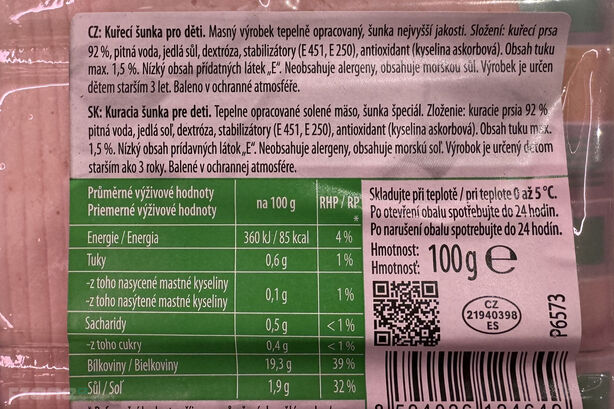 CZ: Kuřecí šunka pro děti. Masný výrobek tepelně opracovaný, šunka nejvyšší jakosti. Složení: kuřecí prsa
92 %, pitná voda, jedlá sůl, dextróza, stabilizátory (E 451, E 250), antioxidant (kyselina askorbová). Obsah tuku
max. 1,5 %. Nízký obsah přídatných látek „E". Neobsahuje alergeny, obsahuje mořskou sůl. Výrobek je určen
dětem starším 3 let. Baleno v ochranné atmosféře.
SK: Kuracia šunka pre deti. Tepelne opracované solené mäso, šunka špeciál. Zloženie: kuracie prsia 92 %
pitná voda, jedlá soľ, dextróza, stabilizátory (E 451, E 250), antioxidant (kyselina askorbová). Obsah tuku max.
1,5 %. Nízky obsah prídavných látok „E". Neobsahuje alergény, obsahuje morskú soľ. Výrobok je určený deťom
starším ako 3 roky. Balené v ochrannej atmosfére.
Průměrné výživové hodnoty
Priemerné výživové hodnoty
na 100 g
RHP / RP
*
Energie / Energia 360 kJ / 85 kcal 4 %
Tuky 0,6 g 1 %
-z toho nasycené mastné kyseliny
-z toho nasýtené mastné kyseliny 0,1 g 1 %
Sacharidy 0,5 g < 1 %
-z toho cukry 0,4 g < 1 %
Bílkoviny / Bielkoviny 19,3 g 39 %
Sůl / Soľ 1,9 g 32 %
Skladujte při teplotě / pri teplote 0 až 5 °C.
Po otevření obalu spotřebujte do 24 hodin.
Po narušení obalu spotrebujte do 24 hodín.
Hmotnost:
Hmotnosť: 100 g e
CZ
21940398
ES
P6573